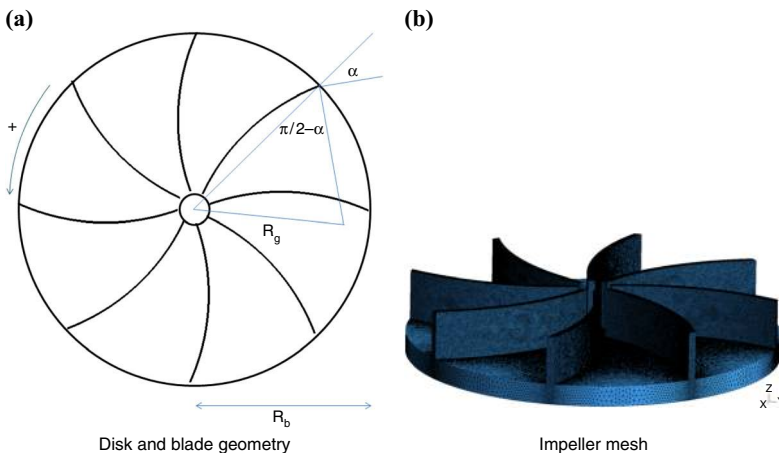 (a)
(b)
+
α
π/2−α
R_g
R_b
Disk and blade geometry
z
x
Impeller mesh